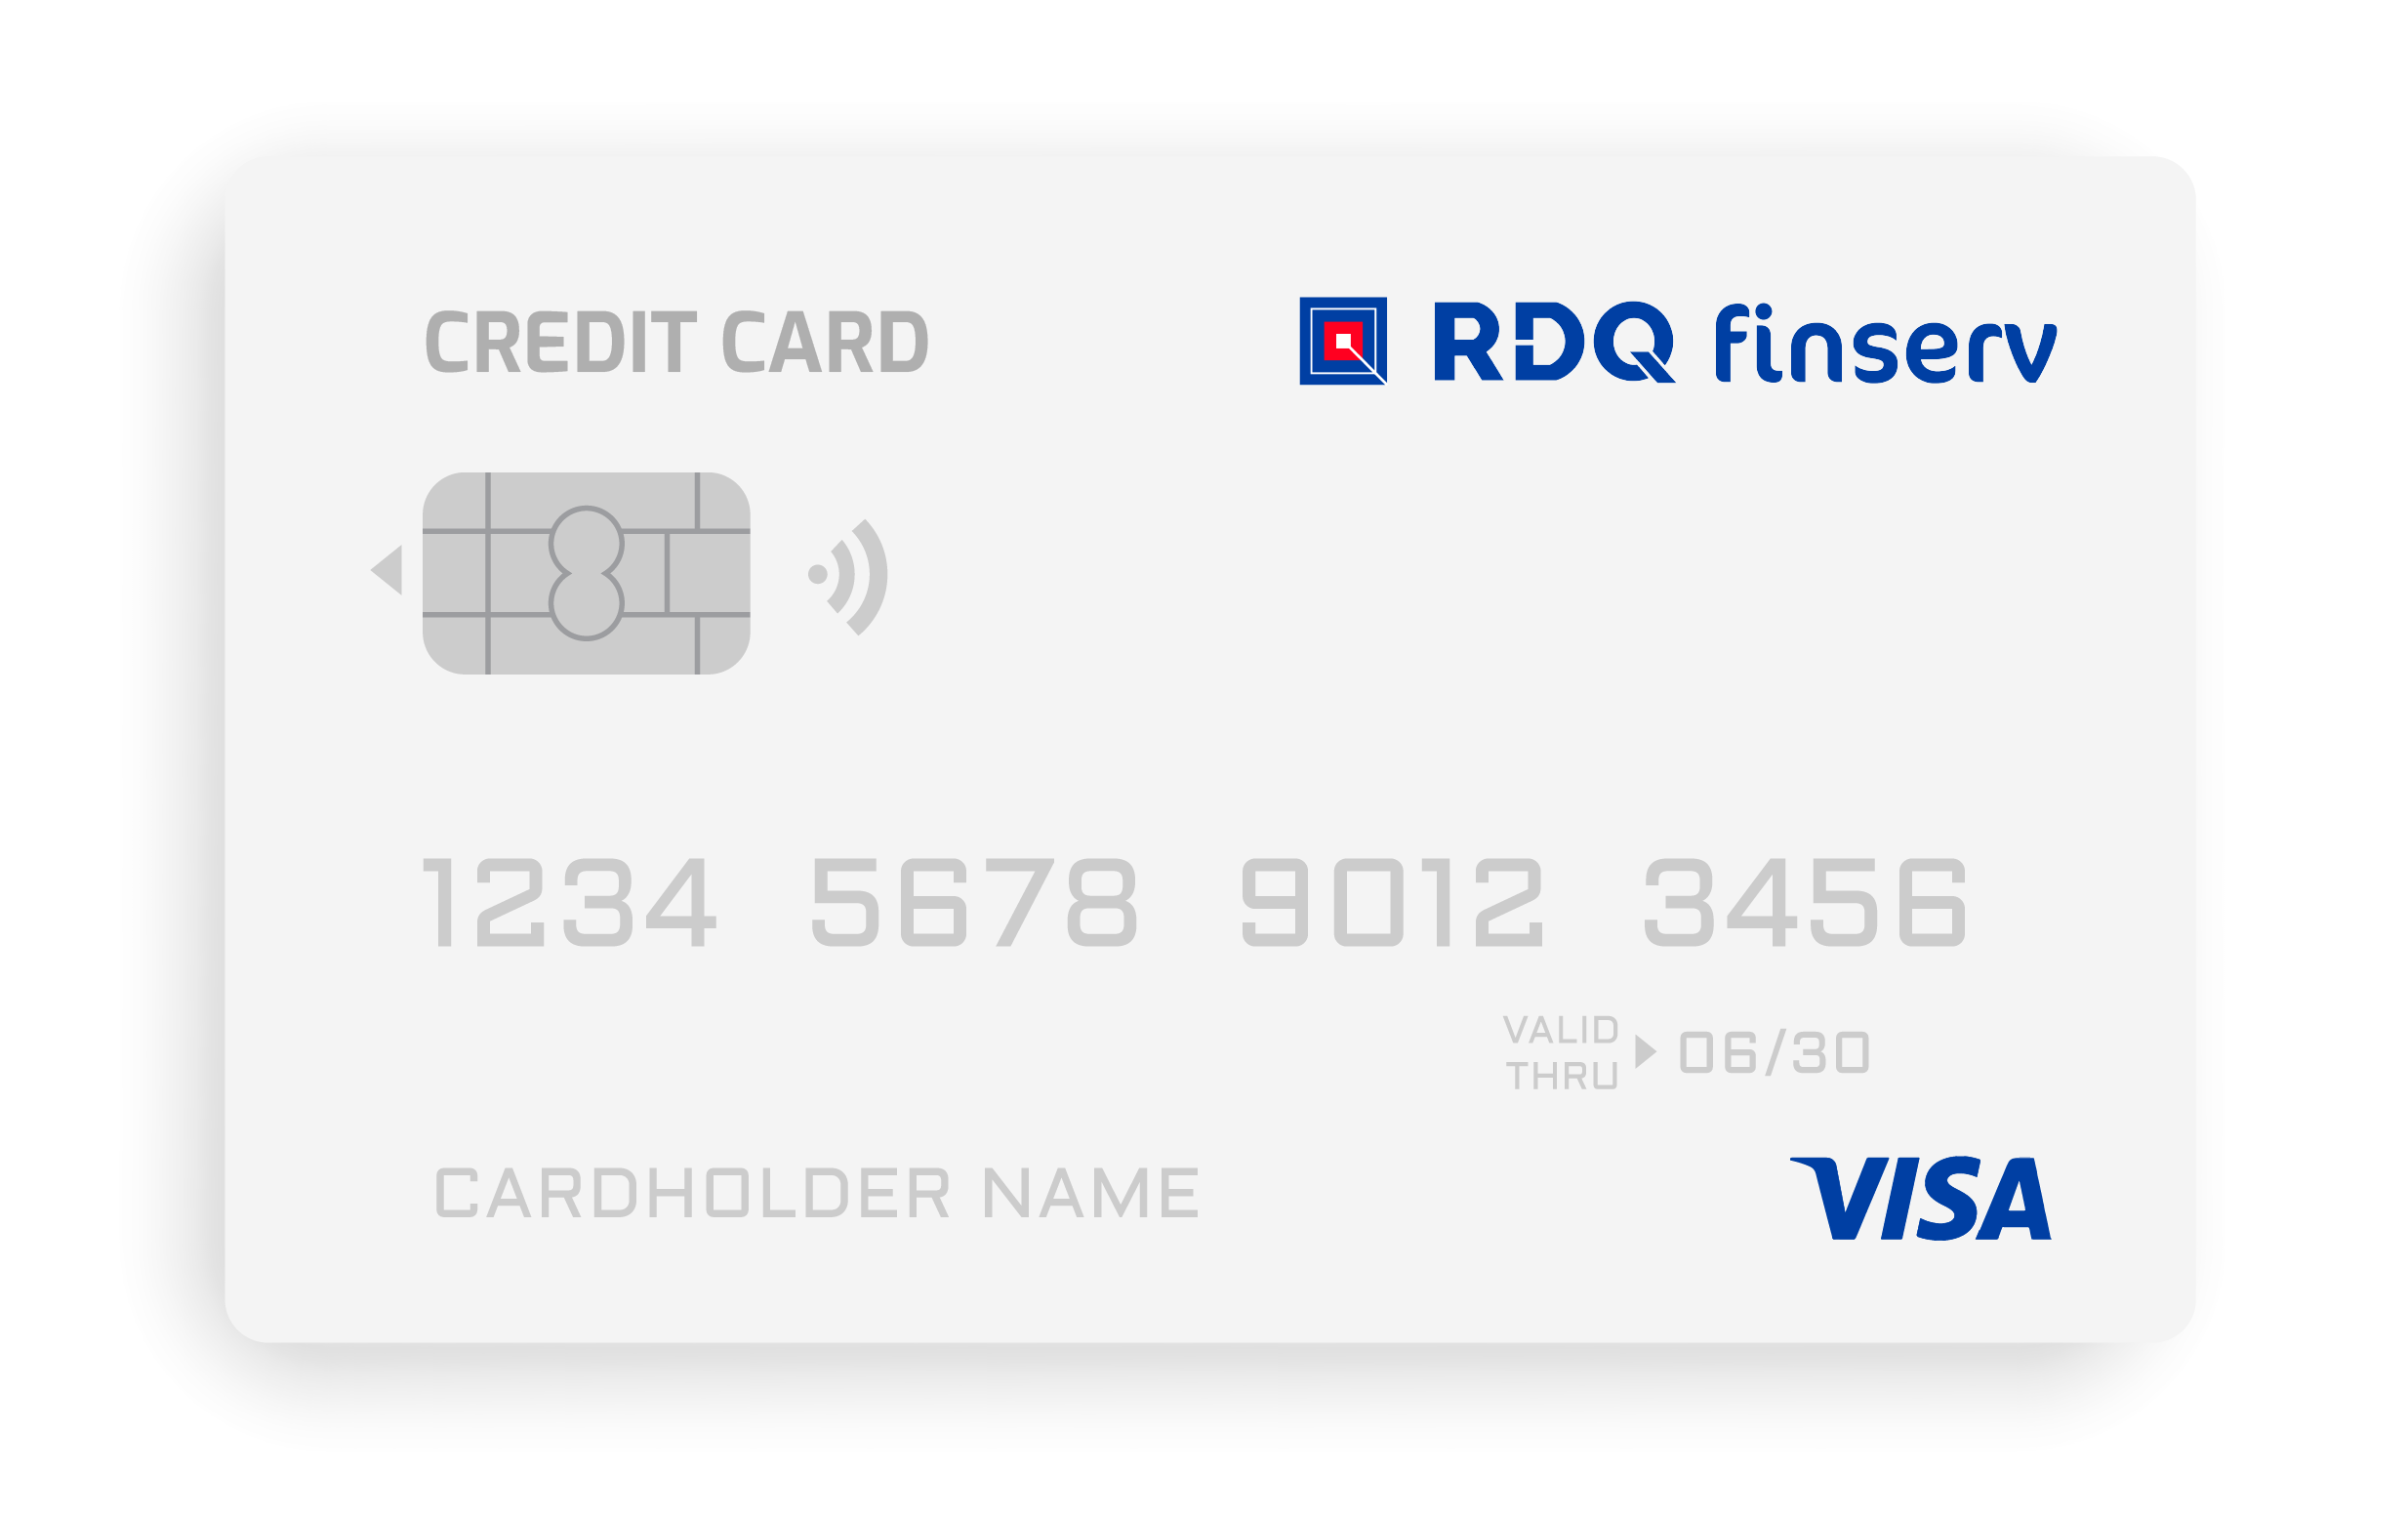 CREDIT CARD
RDQ finserv
1234 5678 9012 3456
VALID
THRU
06/30
CARDHOLDER NAME
VISA